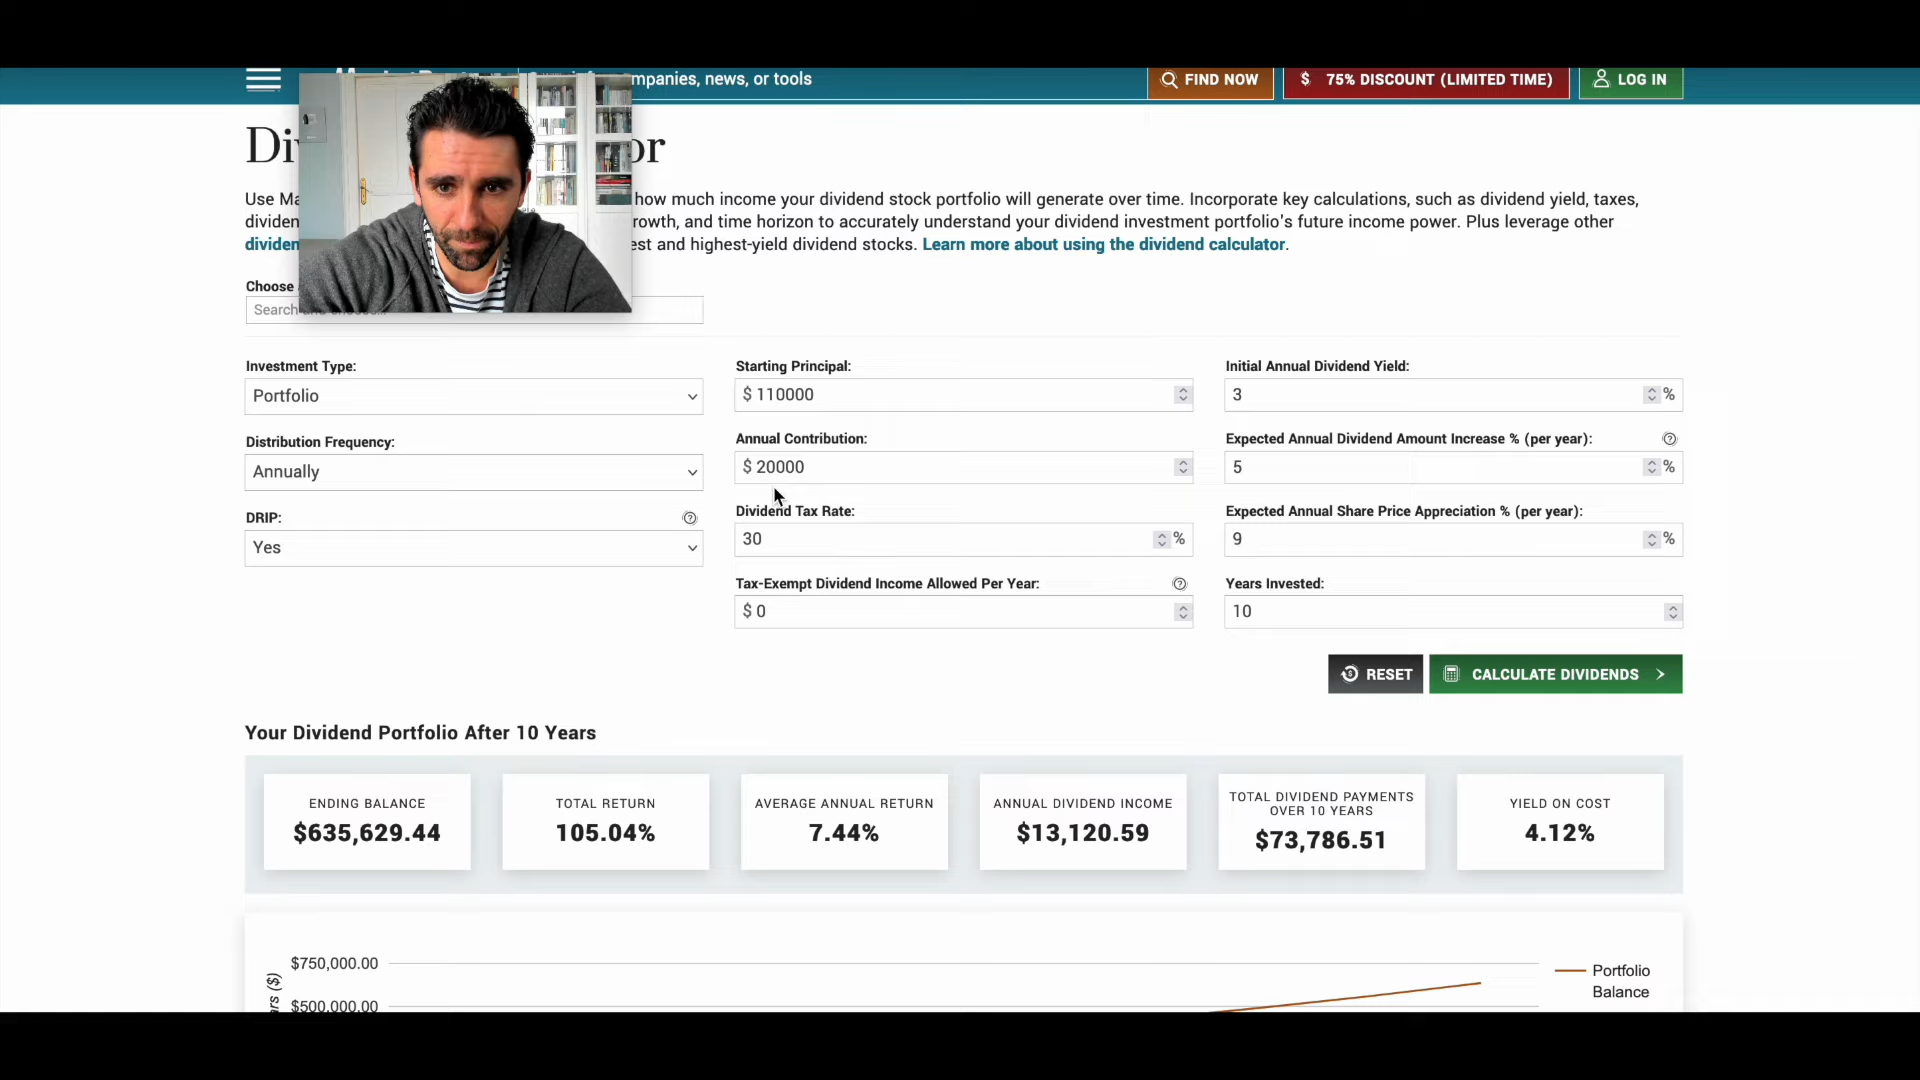 mpanies, news, or tools
FIND NOW
$ 75% DISCOUNT (LIMITED TIME)
LOG IN
Di or
Use Ma how much income your dividend stock portfolio will generate over time. Incorporate key calculations, such as dividend yield, taxes,
dividen rowth, and time horizon to accurately understand your dividend investment portfolio's future income power. Plus leverage other
dividen est and highest-yield dividend stocks. Learn more about using the dividend calculator.
Choose
Search
Investment Type:
Portfolio
Distribution Frequency:
Annually
DRIP:
Yes
Starting Principal:
$ 110000
Annual Contribution:
$ 20000
Dividend Tax Rate:
30 %
Tax-Exempt Dividend Income Allowed Per Year:
$ 0
Initial Annual Dividend Yield:
3 %
Expected Annual Dividend Amount Increase % (per year):
5 %
Expected Annual Share Price Appreciation % (per year):
9 %
Years Invested:
10
RESET
CALCULATE DIVIDENDS
Your Dividend Portfolio After 10 Years
ENDING BALANCE
$635,629.44
TOTAL RETURN
105.04%
AVERAGE ANNUAL RETURN
7.44%
ANNUAL DIVIDEND INCOME
$13,120.59
TOTAL DIVIDEND PAYMENTS
OVER 10 YEARS
$73,786.51
YIELD ON COST
4.12%
$750,000.00
$500,000.00
ars ($)
Portfolio
Balance